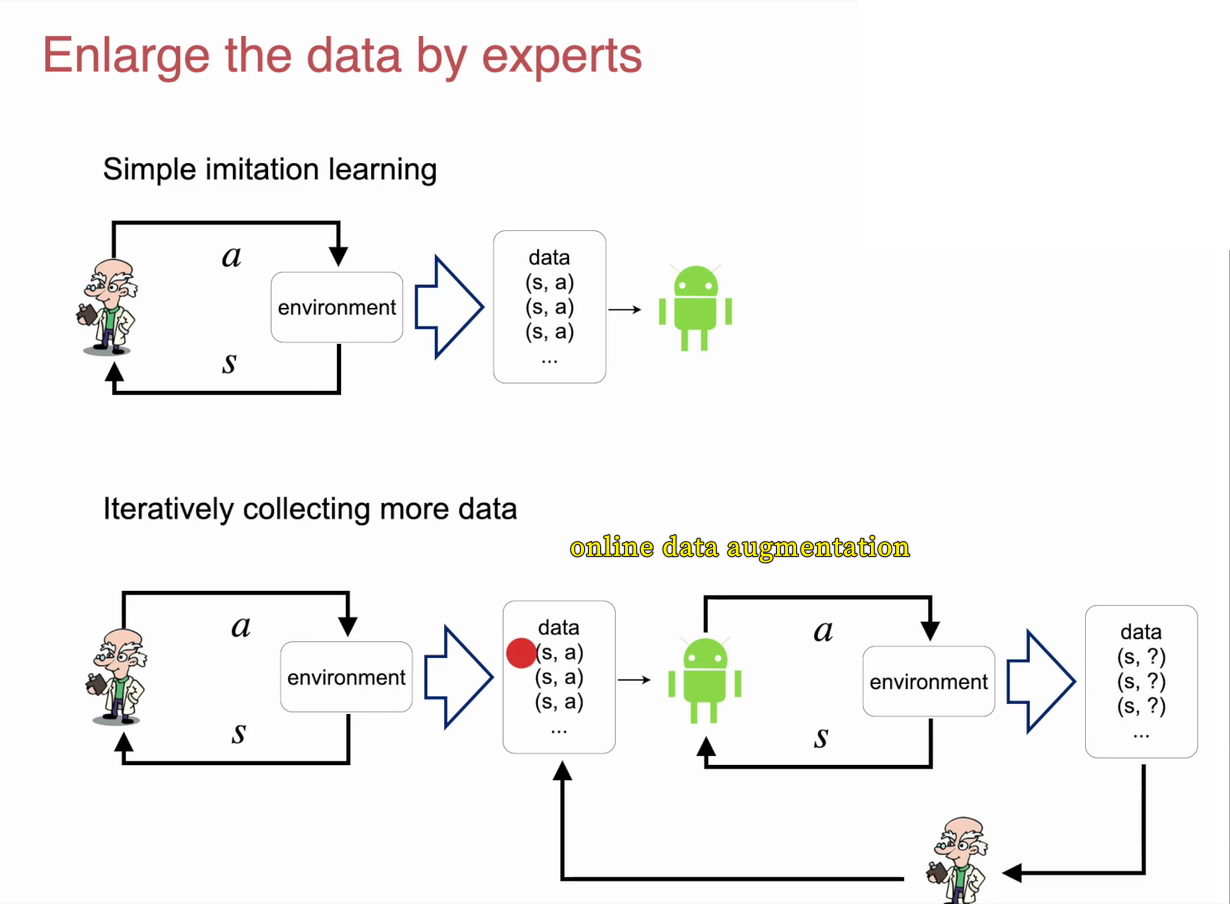 Enlarge the data by experts
Simple imitation learning
a
environment
s
data
(s, a)
(s, a)
(s, a)
...
Iteratively collecting more data
online data augmentation
a
environment
s
data
(s, a)
(s, a)
(s, a)
...
a
environment
s
data
(s, ?)
(s, ?)
(s, ?)
...